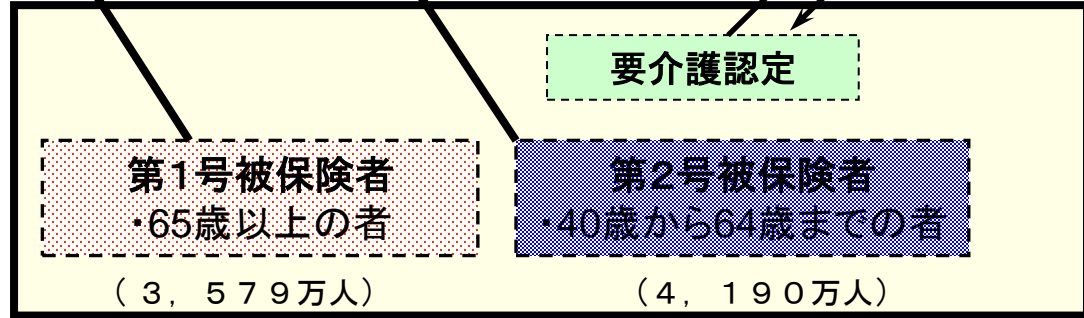 要介護認定
第1号被保険者
・65歳以上の者
第2号被保険者
・40歳から64歳までの者
（３，５７９万人）
（４，１９０万人）